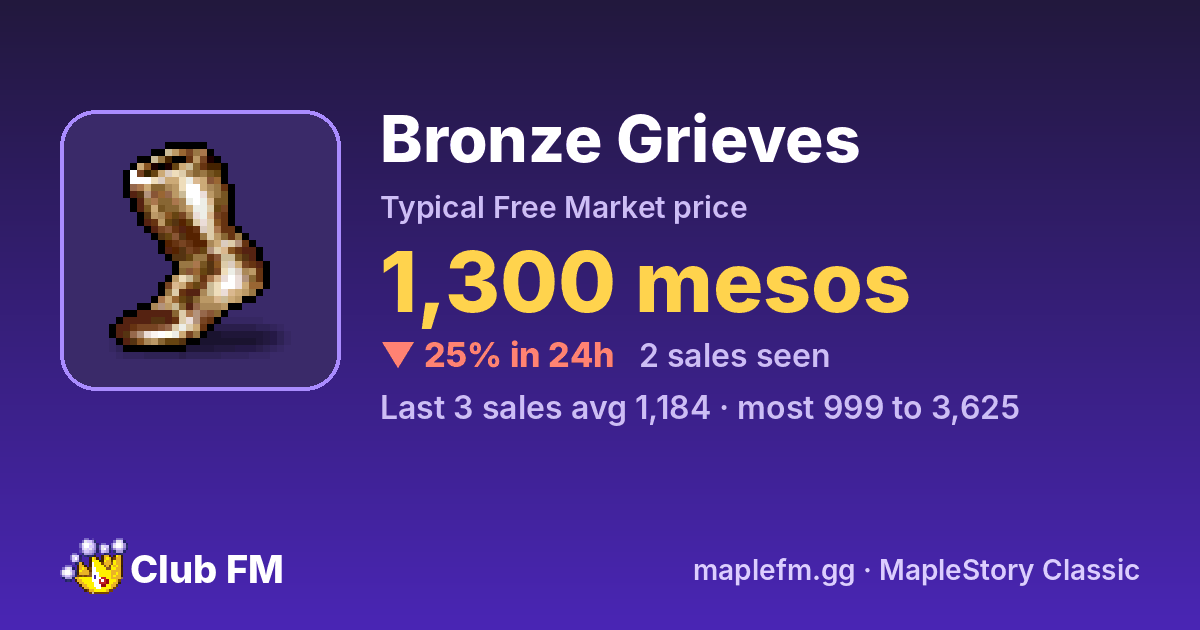 Bronze Grieves
Typical Free Market price
1,300 mesos
▼ 25% in 24h 2 sales seen
Last 3 sales avg 1,184 · most 999 to 3,625
Club FM
maplefm.gg · MapleStory Classic